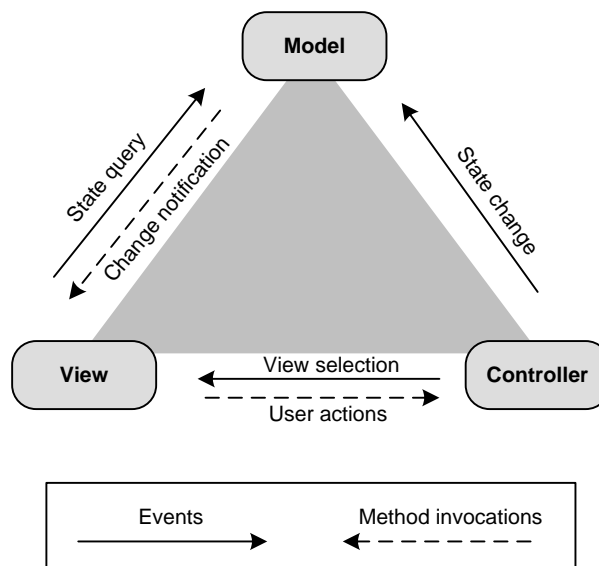 Model
State query
Change notification
State change
View
View selection
User actions
Controller
Events
Method invocations